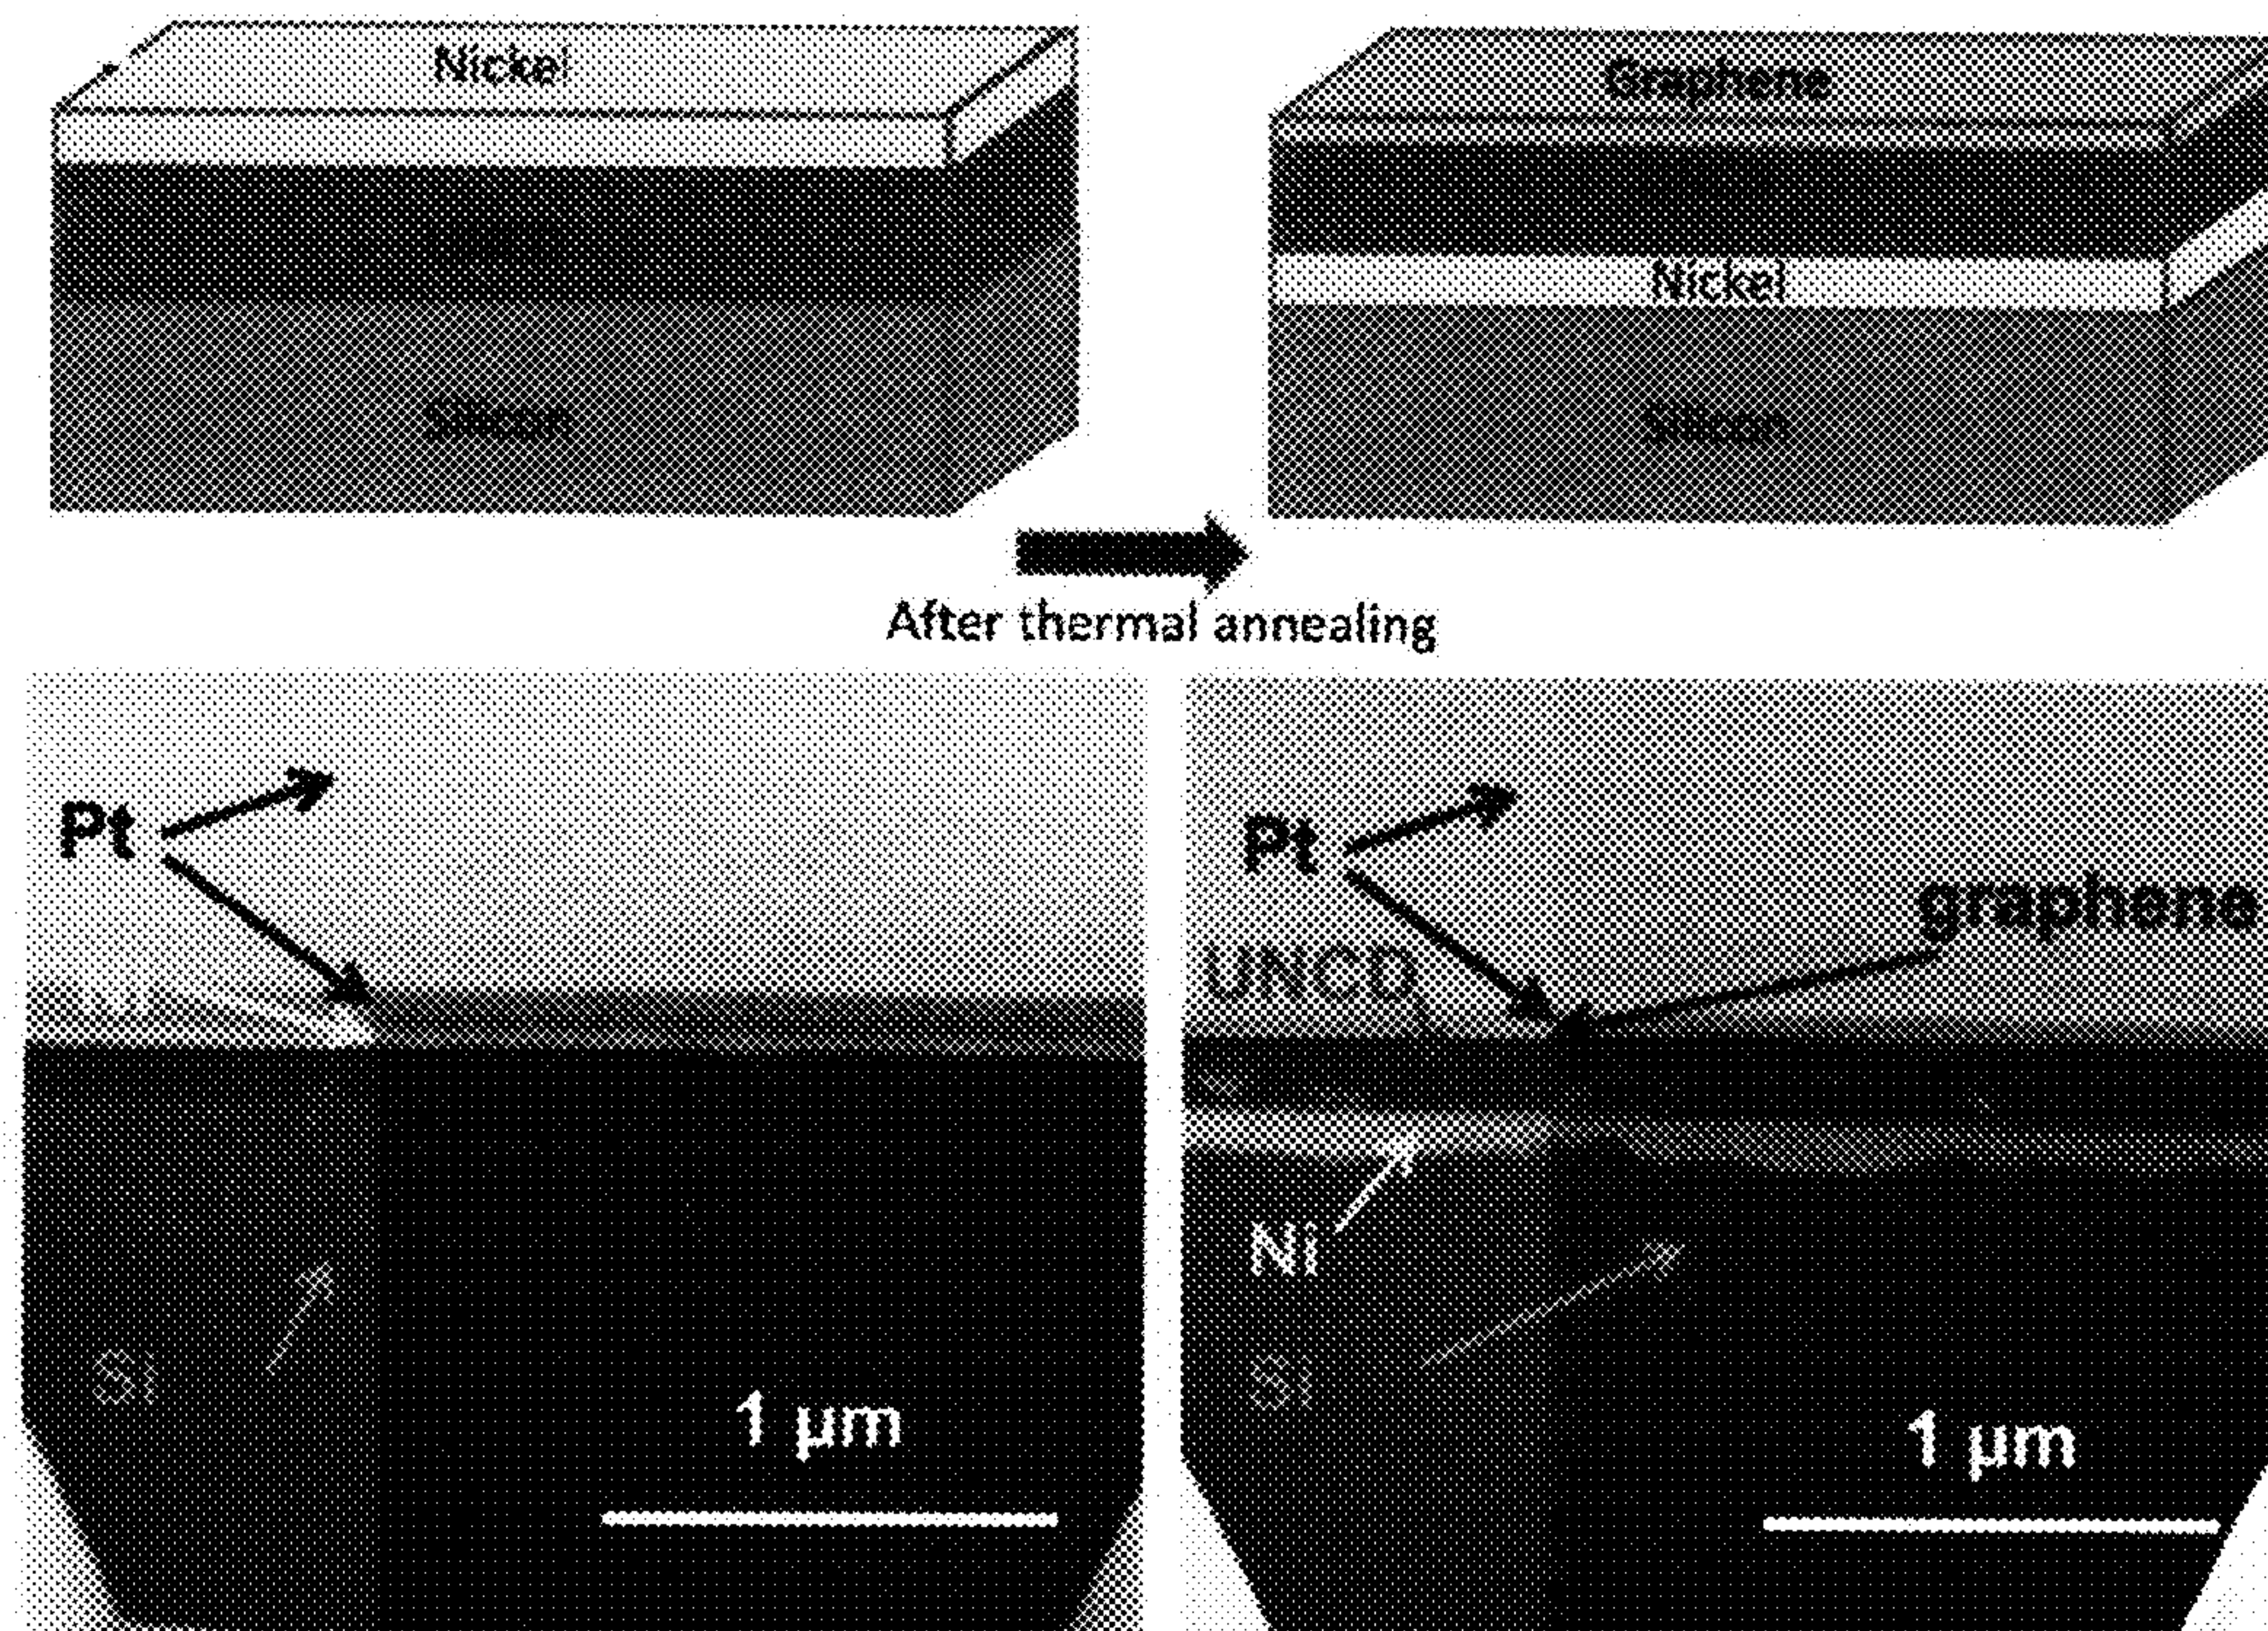 Nickel
Silicon
Graphene
Nickel
Silicon
After thermal annealing
Pt
Ni
Si
1 µm
Pt
graphene
UNCD
Ni
Si
1 µm